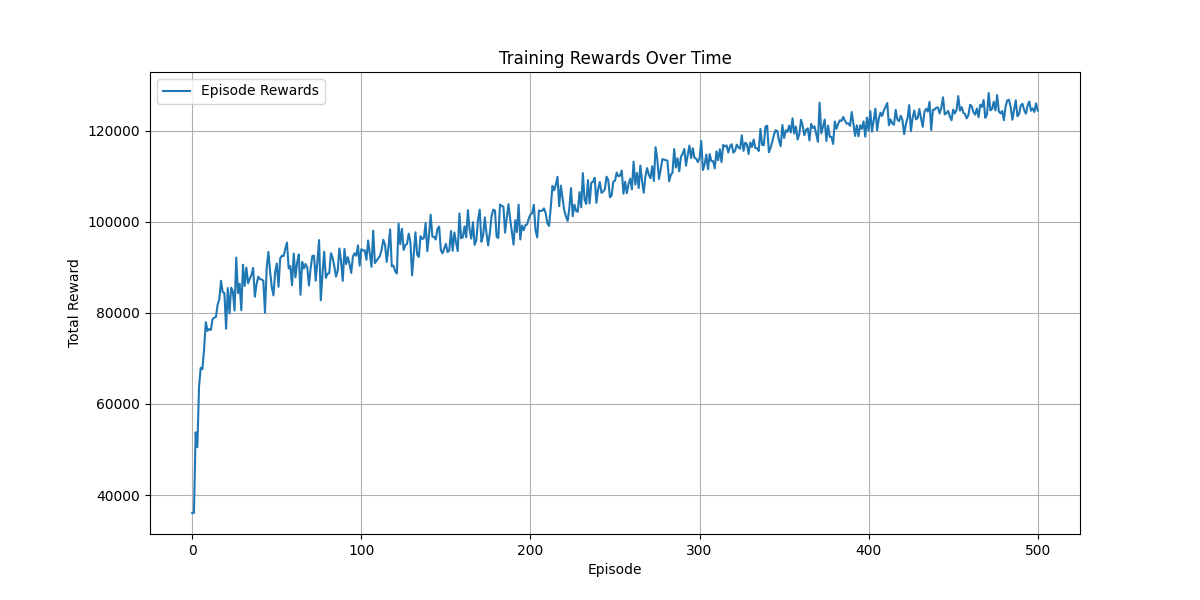 Training Rewards Over Time
Episode Rewards
Total Reward
120000
100000
80000
60000
40000
0 100 200 300 400 500
Episode